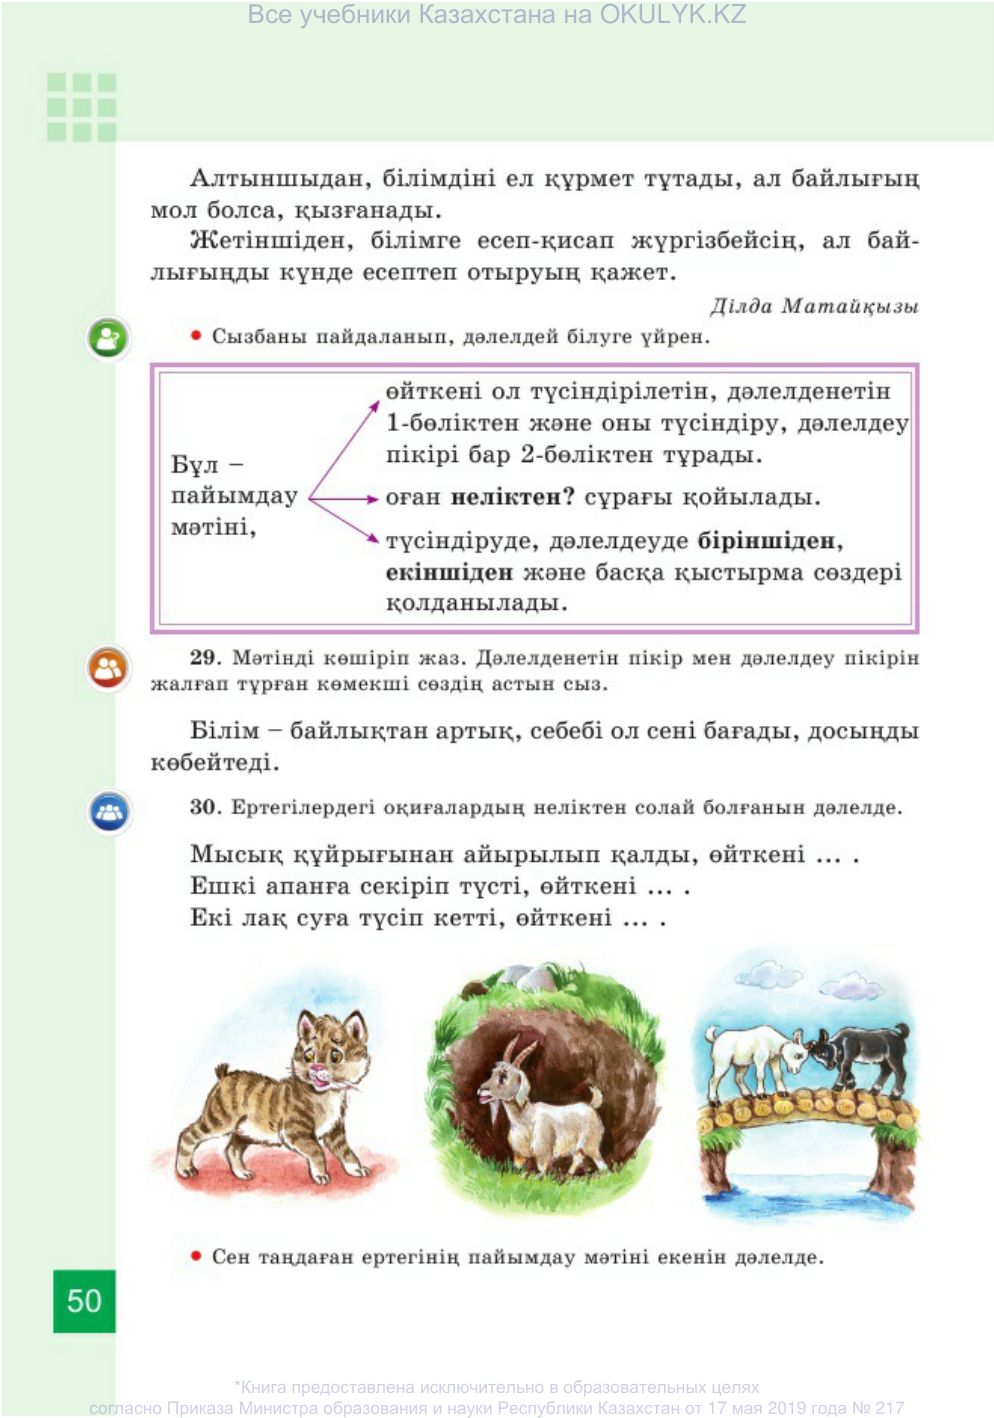 Все учебники Казахстана на OKULYK.KZ
Алтыншыдан, білімдіні ел құрмет тұтады, ал байлығың
мол болса, қызғанады.
Жетіншіден, білімге есеп-қисап жүргізбейсің, ал бай-
лығыңды күнде есептеп отыруың қажет.
Ділда Матайқызы
• Сызбаны пайдаланып, дәлелдей білуге үйрен.
Бұл –
пайымдау
мәтіні,
өйткені ол түсіндірілетін, дәлелденетін
1-бөліктен және оны түсіндіру, дәлелдеу
пікірі бар 2-бөліктен тұрады.
оған неліктен? сұрағы қойылады.
түсіндіруде, дәлелдеуде біріншіден,
екіншіден және басқа қыстырма сөздері
қолданылады.
29. Мәтінді көшіріп жаз. Дәлелденетін пікір мен дәлелдеу пікірін
жалғап тұрған көмекші сөздің астын сыз.
Білім – байлықтан артық, себебі ол сені бағады, досыңды
көбейтеді.
30. Ертегілердегі оқиғалардың неліктен солай болғанын дәлелде.
Мысық құйрығынан айырылып қалды, өйткені ... .
Ешкі апанға секіріп түсті, өйткені ... .
Екі лақ суға түсіп кетті, өйткені ... .
• Сен таңдаған ертегінің пайымдау мәтіні екенін дәлелде.
50
*Книга предоставлена исключительно в образовательных целях
согласно Приказа Министра образования и науки Республики Казахстан от 17 мая 2019 года № 217